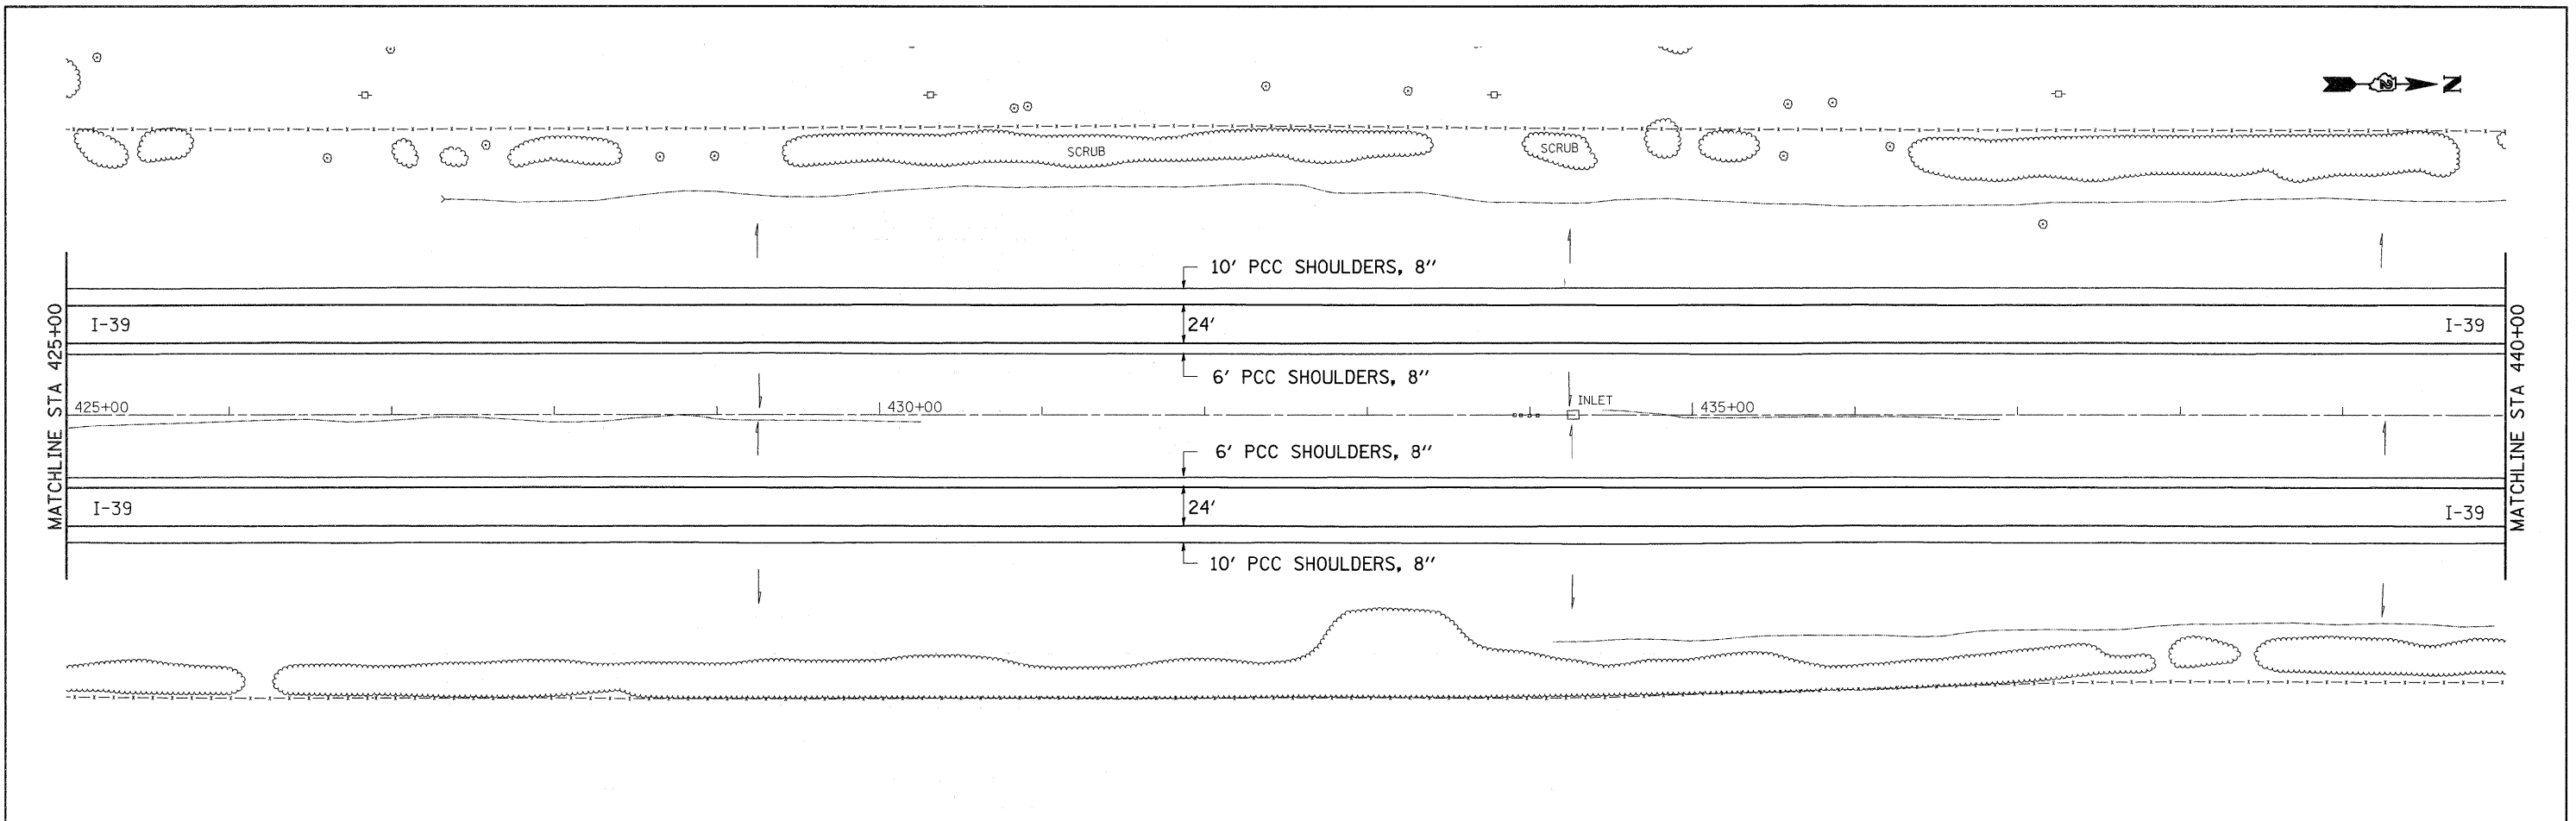 N
SCRUB
SCRUB
10' PCC SHOULDERS, 8"
I-39
24'
I-39
6' PCC SHOULDERS, 8"
MATCHLINE STA 425+00
MATCHLINE STA 440+00
425+00
430+00
INLET
435+00
6' PCC SHOULDERS, 8"
I-39
24'
I-39
10' PCC SHOULDERS, 8"